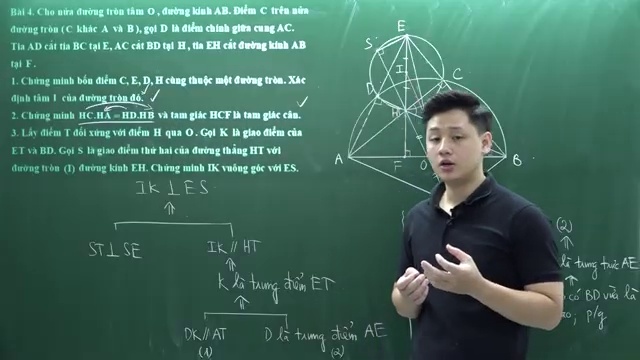 Bài 4. Cho nửa đường tròn tâm O, đường kính AB. Điểm C trên nửa
đường tròn (C khác A và B), gọi D là điểm chính giữa cung AC.
Tia AD cắt tia BC tại E, AC cắt BD tại H, tia EH cắt đường kính AB
tại F.
1. Chứng minh bốn điểm C, E, D, H cùng thuộc một đường tròn. Xác
định tâm I của đường tròn đó.
2. Chứng minh HC.HA = HD.HB và tam giác HCF là tam giác cân.
3. Lấy điểm T đối xứng với điểm H qua O. Gọi K là giao điểm của
ET và BD. Gọi S là giao điểm thứ hai của đường thẳng HT với
đường tròn (I) đường kính EH. Chứng minh IK vuông góc với ES.
IK ⊥ ES
⇑
ST ⊥ SE IK // HT
⇑
K là trung điểm ET
⇑
DK // AT D là trung điểm AE
(1) (2)
E
S
I
C
D
H
A F O B
(2)
⇑
là trung trực AE
⇑
có BD vừa là
p/g